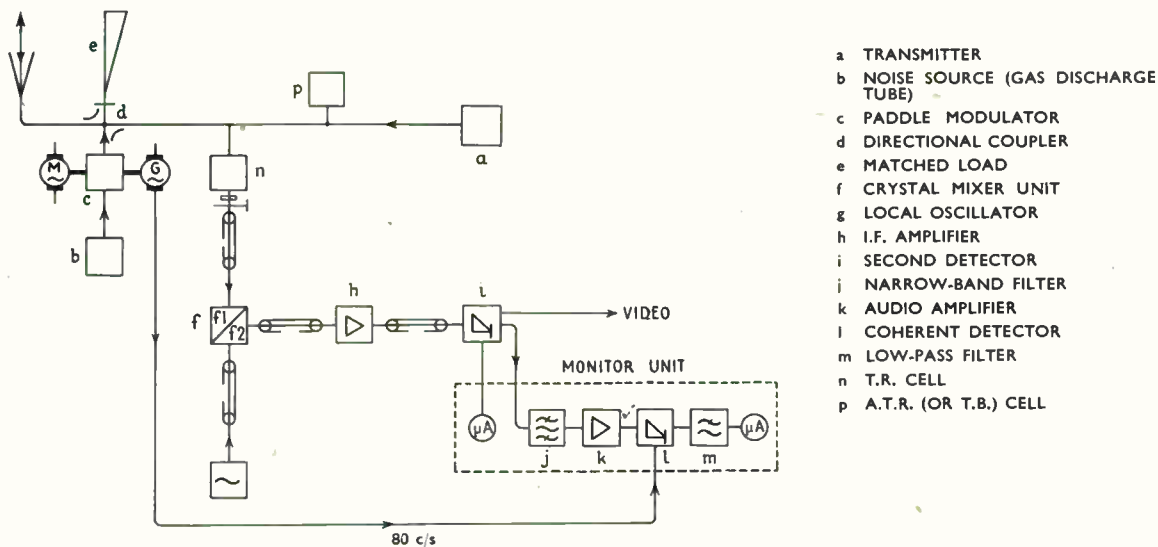 e
d
p
a
M
G
c
n
b
f
f1
f2
h
i
VIDEO
MONITOR UNIT
μA
j
k
l
m
μA
80 c/s
a TRANSMITTER
b NOISE SOURCE (GAS DISCHARGE
TUBE)
c PADDLE MODULATOR
d DIRECTIONAL COUPLER
e MATCHED LOAD
f CRYSTAL MIXER UNIT
g LOCAL OSCILLATOR
h I.F. AMPLIFIER
i SECOND DETECTOR
j NARROW-BAND FILTER
k AUDIO AMPLIFIER
l COHERENT DETECTOR
m LOW-PASS FILTER
n T.R. CELL
p A.T.R. (OR T.B.) CELL